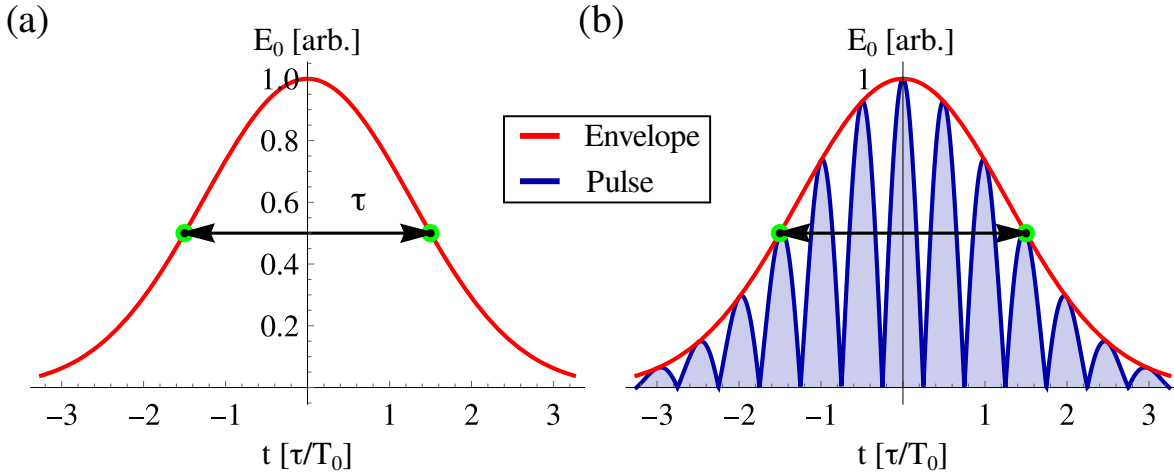 (a)
E₀ [arb.]
1.0
0.8
0.6
0.4
0.2
τ
−3 −2 −1 1 2 3
t [τ/T₀]
Envelope
Pulse
(b)
E₀ [arb.]
1
−3 −2 −1 1 2 3
t [τ/T₀]